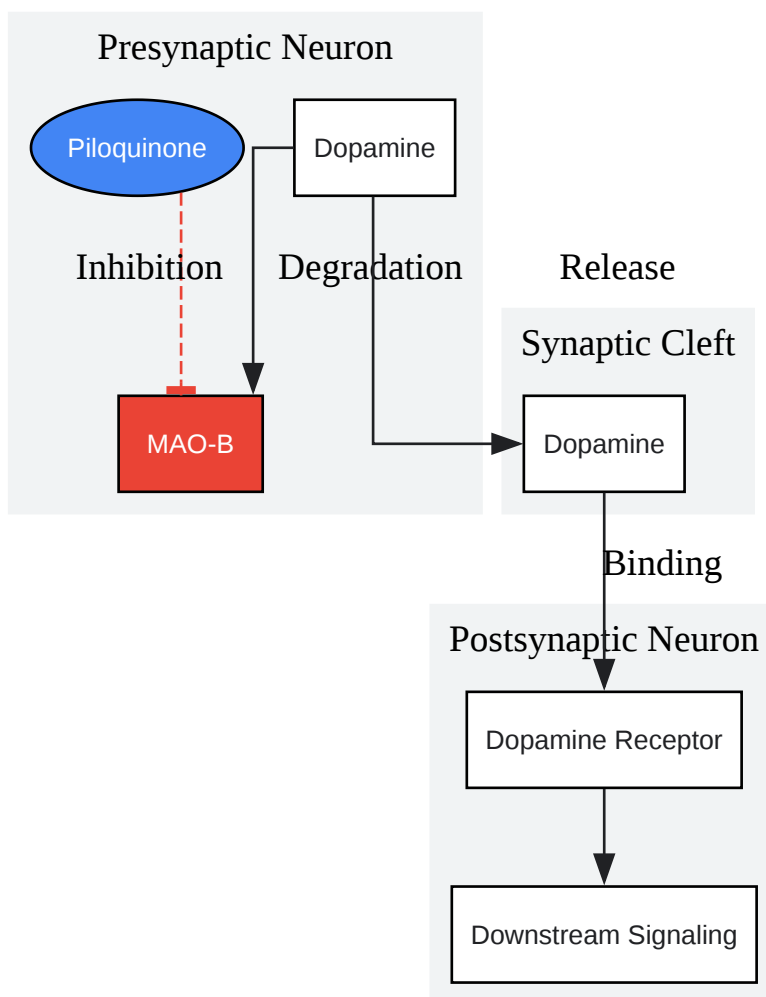 Presynaptic Neuron
Piloquinone
Dopamine
Inhibition
Degradation
Release
Synaptic Cleft
MAO-B
Dopamine
Binding
Postsynaptic Neuron
Dopamine Receptor
Downstream Signaling